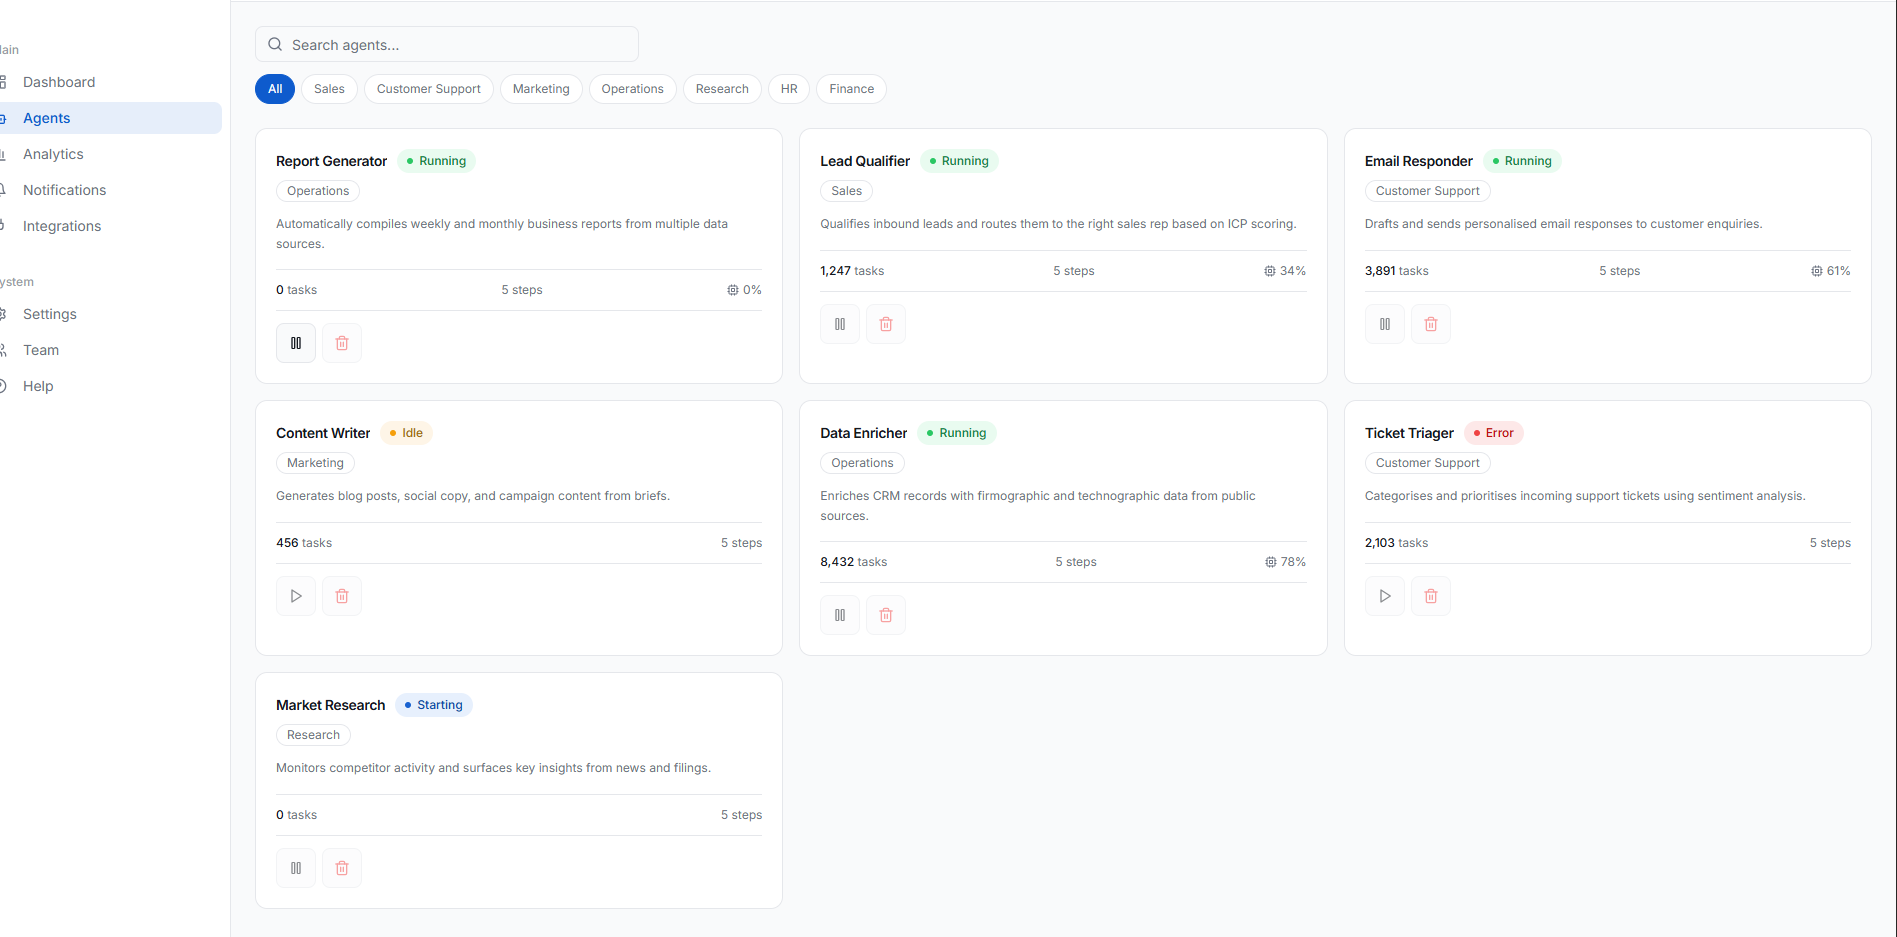 ain
Dashboard
Agents
Analytics
Notifications
Integrations
ystem
Settings
Team
Help
Search agents...
All
Sales
Customer Support
Marketing
Operations
Research
HR
Finance
Report Generator
Running
Operations
Automatically compiles weekly and monthly business reports from multiple data
sources.
0 tasks
5 steps
0%
Lead Qualifier
Running
Sales
Qualifies inbound leads and routes them to the right sales rep based on ICP scoring.
1,247 tasks
5 steps
34%
Email Responder
Running
Customer Support
Drafts and sends personalised email responses to customer enquiries.
3,891 tasks
5 steps
61%
Content Writer
Idle
Marketing
Generates blog posts, social copy, and campaign content from briefs.
456 tasks
5 steps
Data Enricher
Running
Operations
Enriches CRM records with firmographic and technographic data from public
sources.
8,432 tasks
5 steps
78%
Ticket Triager
Error
Customer Support
Categorises and prioritises incoming support tickets using sentiment analysis.
2,103 tasks
5 steps
Market Research
Starting
Research
Monitors competitor activity and surfaces key insights from news and filings.
0 tasks
5 steps